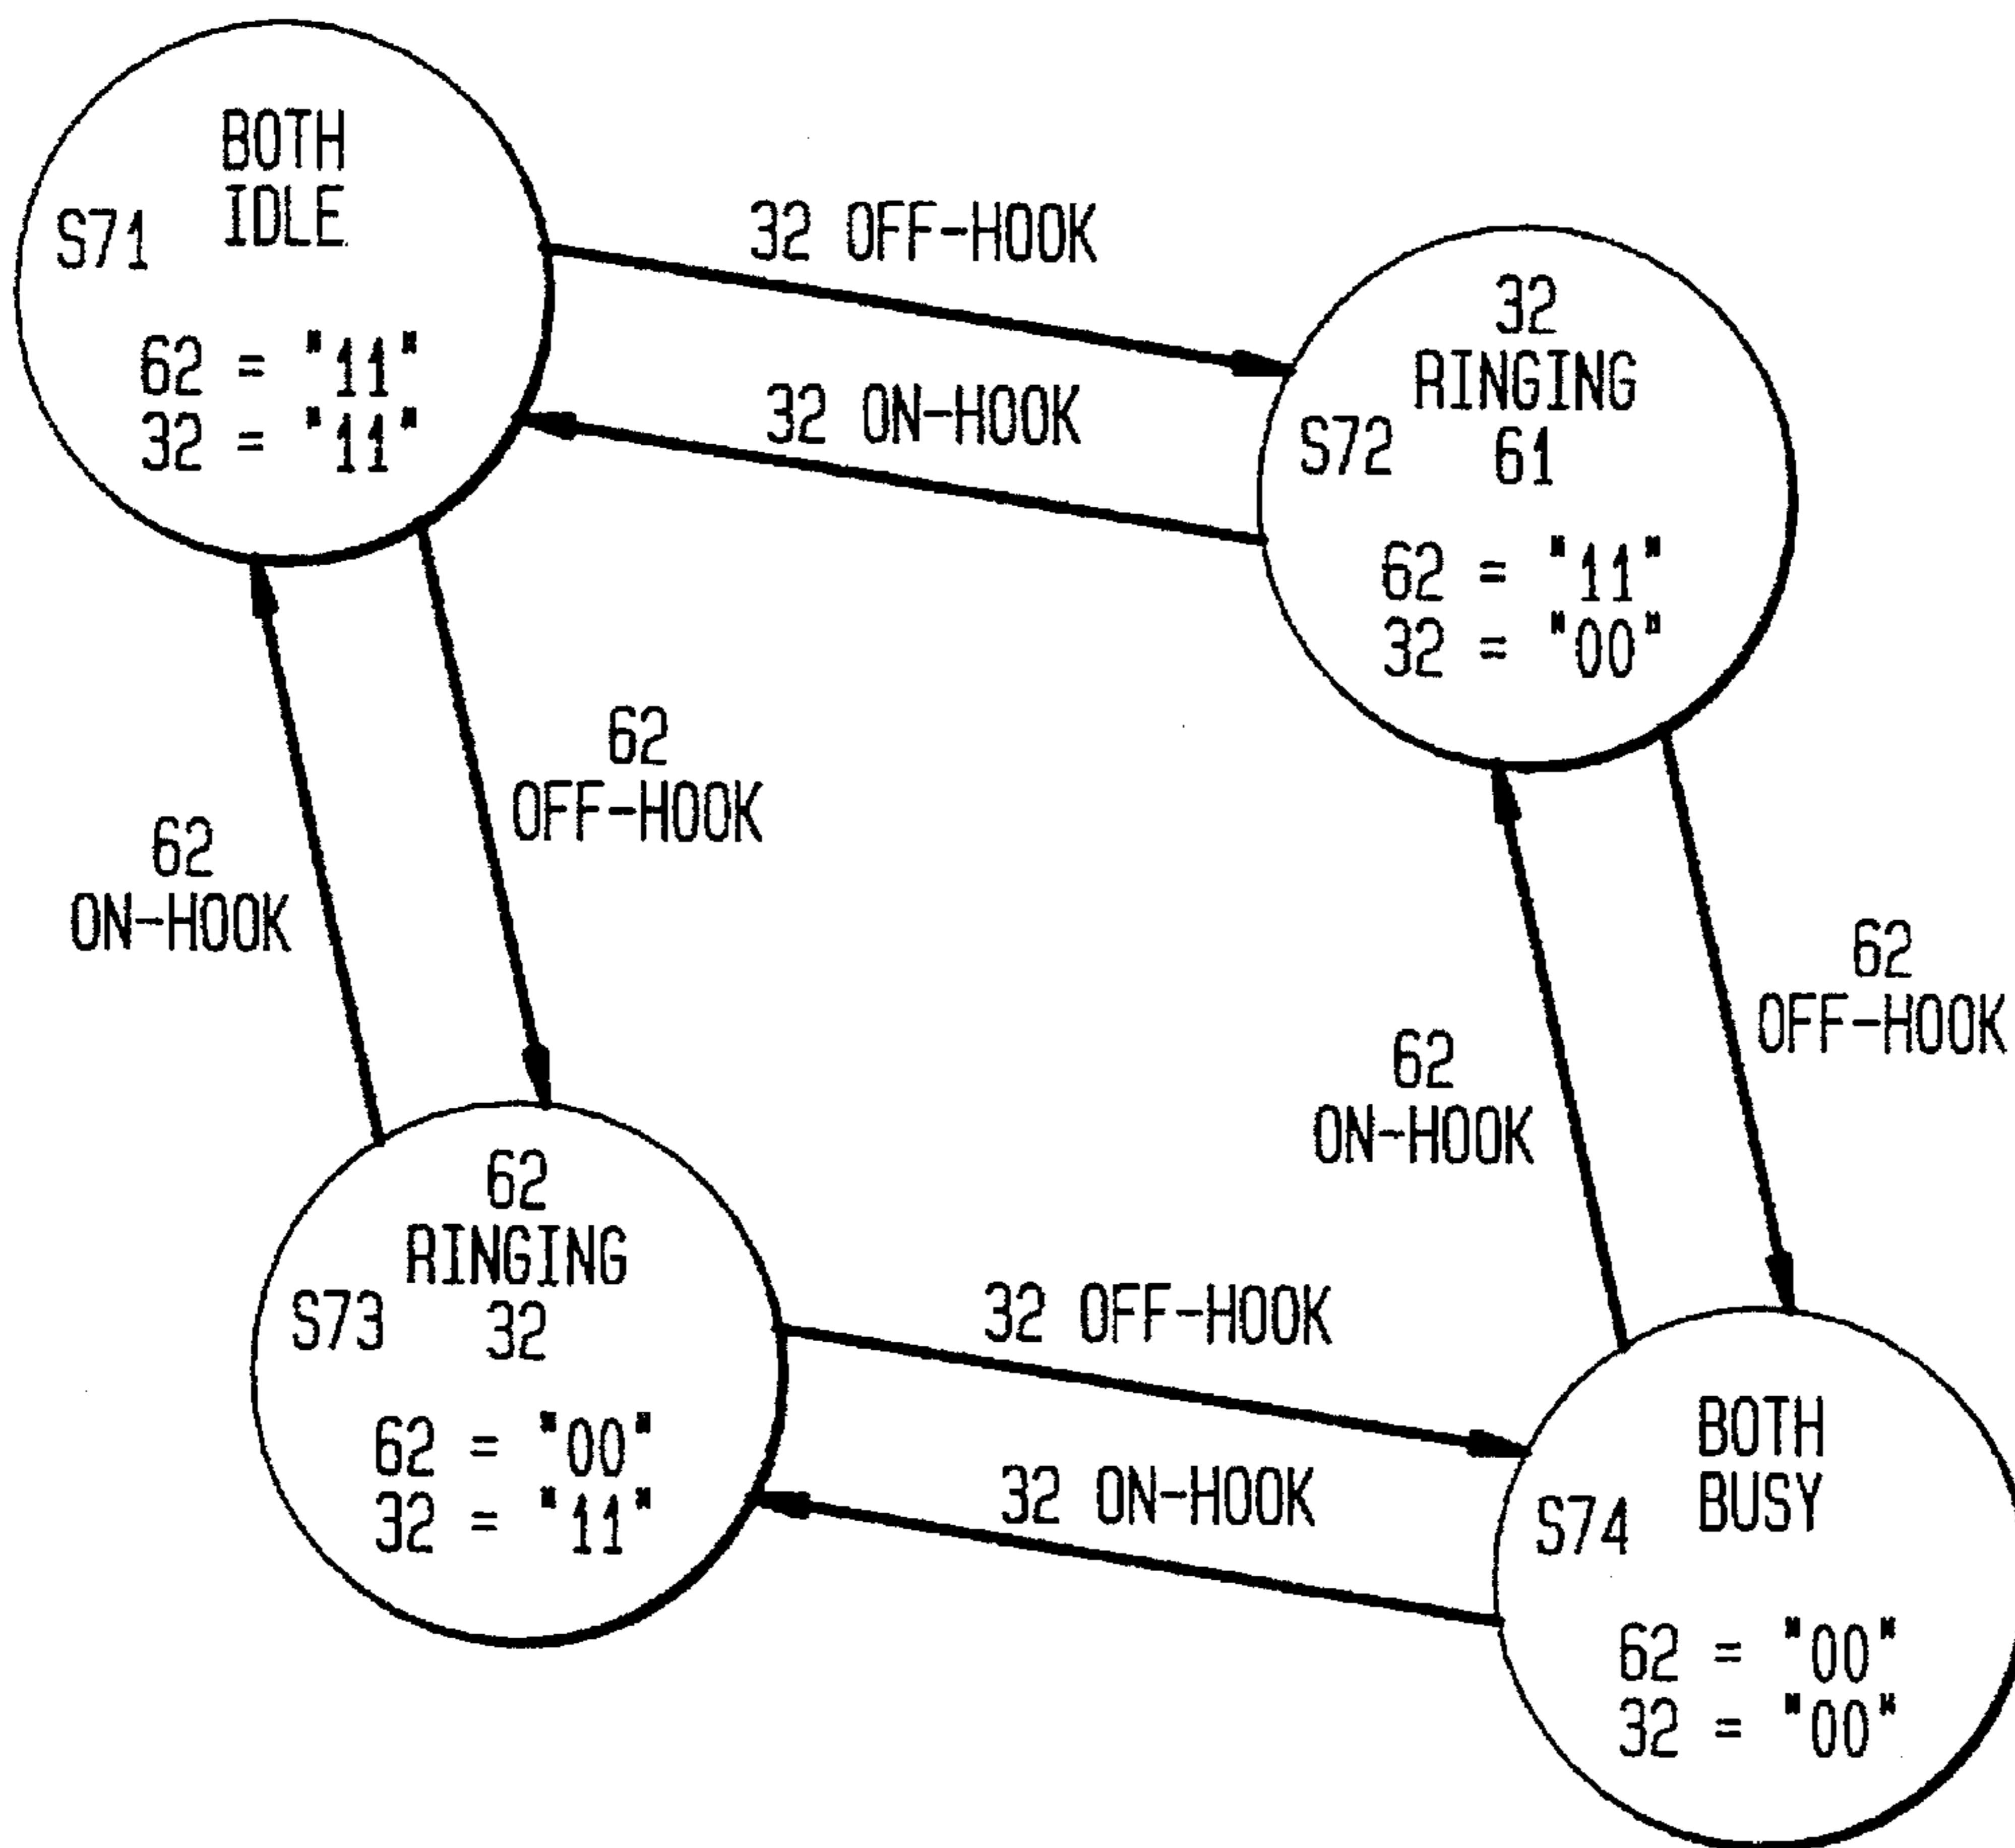 BOTH
IDLE
S71
62 = "11"
32 = "11"
32 OFF-HOOK
32 ON-HOOK
32
RINGING
S72 61
62 = "11"
32 = "00"
62
OFF-HOOK
62
ON-HOOK
62
OFF-HOOK
62
ON-HOOK
62
RINGING
S73 32
62 = "00"
32 = "11"
32 OFF-HOOK
32 ON-HOOK
BOTH
BUSY
S74
62 = "00"
32 = "00"